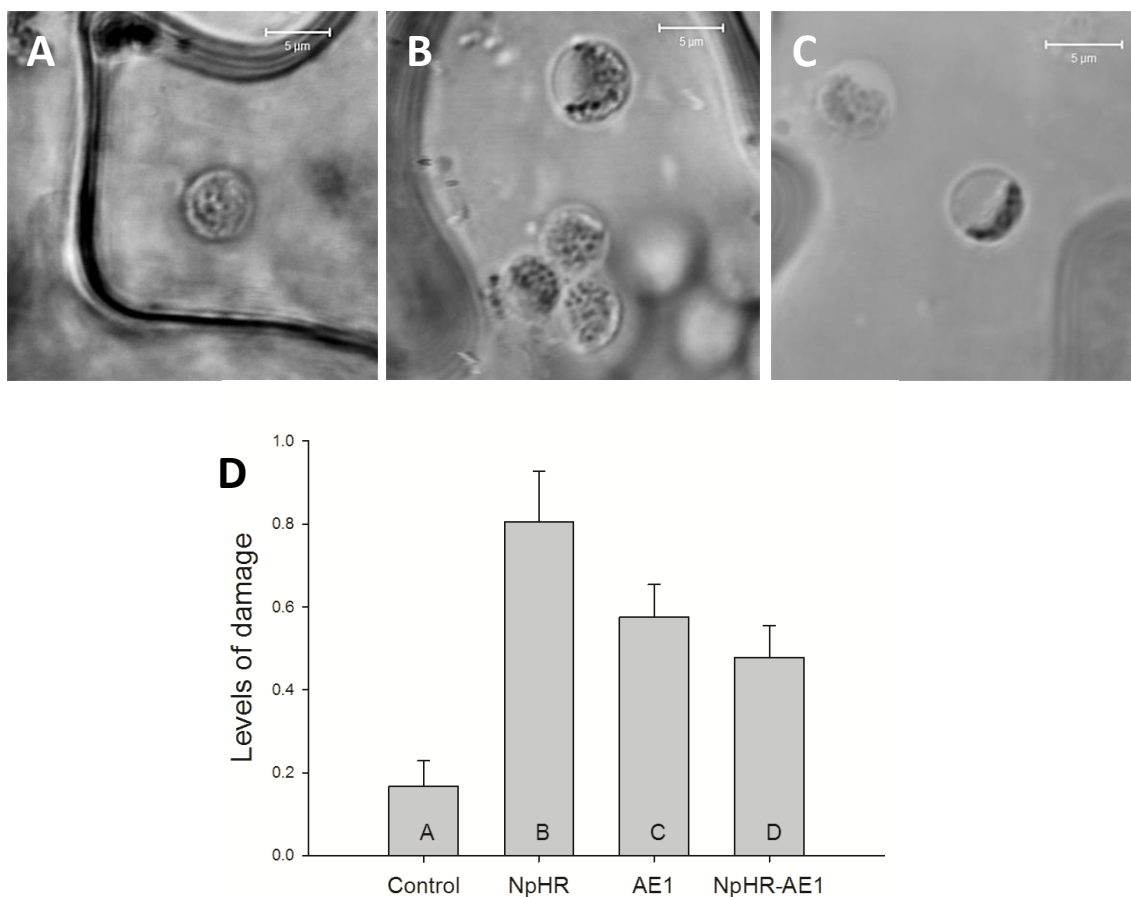 A
5 µm
B
5 µm
C
5 µm
D
Levels of damage
1.0
0.8
0.6
0.4
0.2
0.0
A B C D
Control NpHR AE1 NpHR-AE1